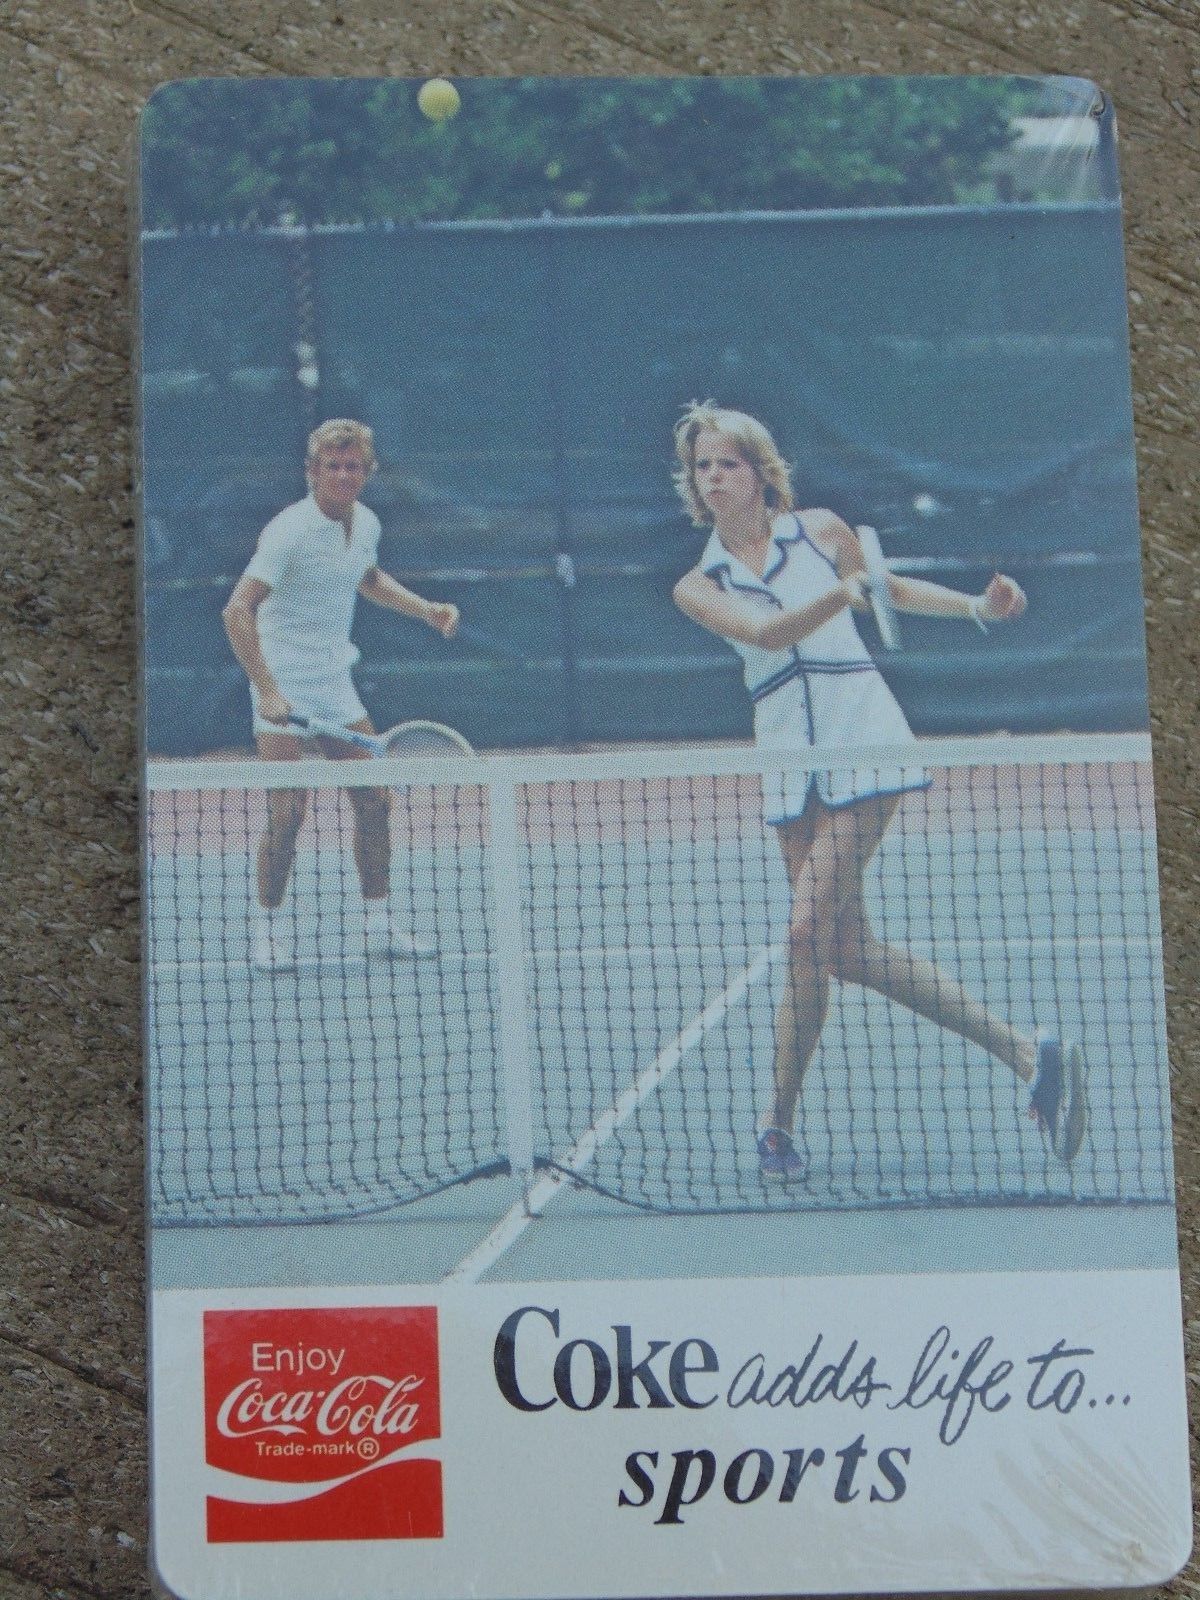 Enjoy
Coca-Cola
Trade-mark ®
Coke adds life to...
sports